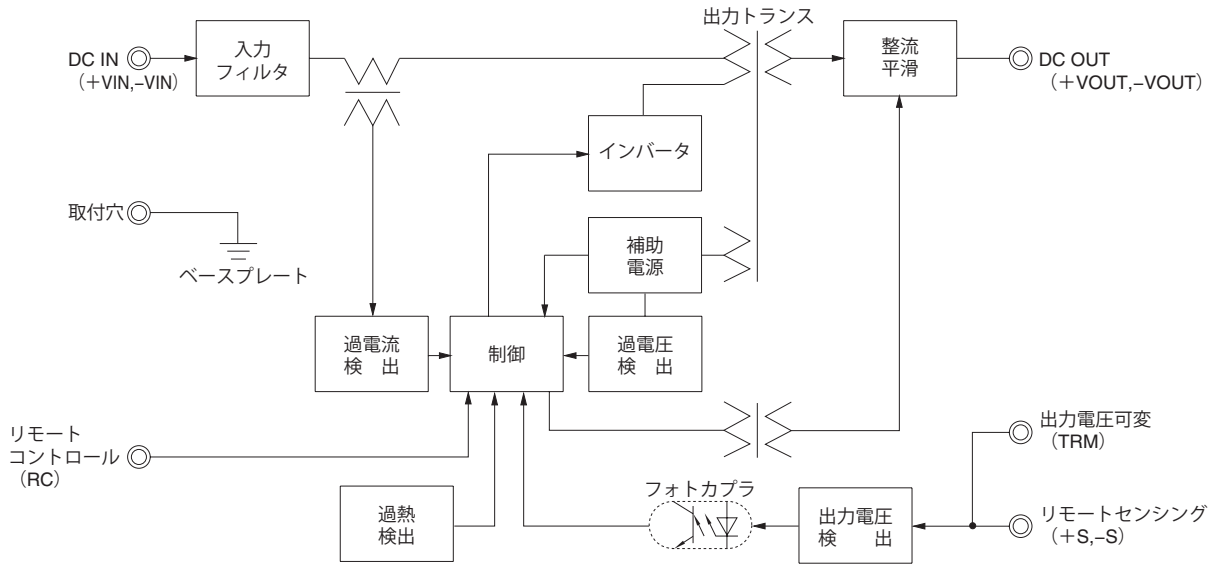 出力トランス
DC IN
（＋VIN,−VIN）
入力
フィルタ
整流
平滑
DC OUT
（＋VOUT,−VOUT）
インバータ
取付穴
ベースプレート
補助
電源
過電流
検　出
制御
過電圧
検　出
リモート
コントロール
（RC）
出力電圧可変
（TRM）
過熱
検出
フォトカプラ
出力電圧
検　出
リモートセンシング
（＋S,−S）